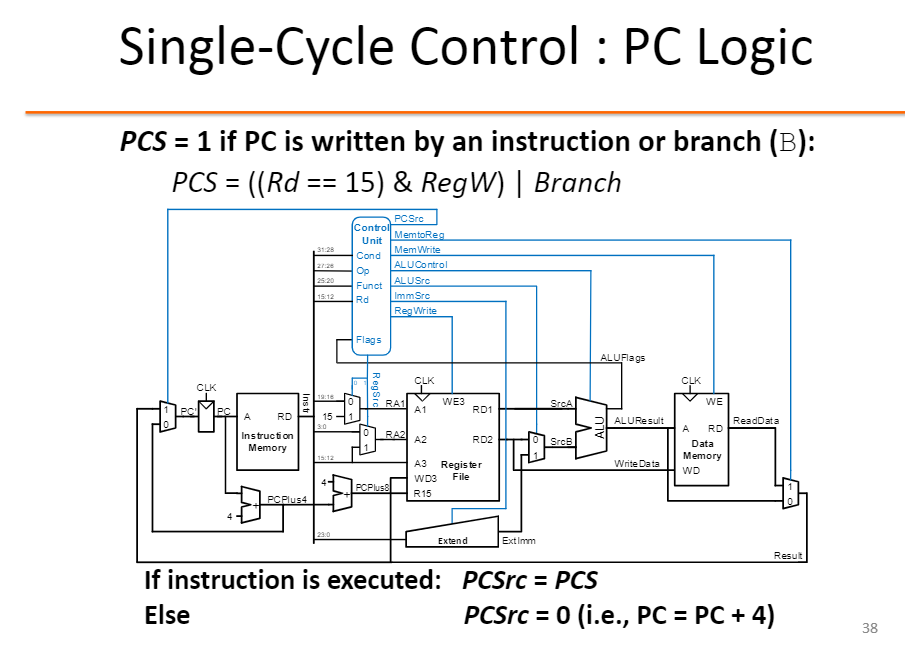 Single-Cycle Control : PC Logic
PCS = 1 if PC is written by an instruction or branch (B):
PCS = ((Rd == 15) & RegW) | Branch
PCSrc
Control
Unit
MemtoReg
MemWrite
31:28
Cond
ALUControl
27:26
Op
ALUSrc
25:20
Funct
ImmSrc
15:12
Rd
RegWrite
Flags
ALUFlags
RegSrc
0 1
CLK
CLK
CLK
1
0
PC'
PC
A
RD
Instruction
Memory
Instr
19:16
0
15
1
RA1
3:0
0
1
RA2
15:12
A1
WE3
RD1
A2
RD2
A3
Register
File
WD3
R15
SrcA
0
1
SrcB
ALU
ALUResult
WE
A
RD
Data
Memory
WD
ReadData
WriteData
1
0
4
+
PCPlus8
PCPlus4
+
4
23:0
Extend
ExtImm
Result
If instruction is executed: PCSrc = PCS
Else PCSrc = 0 (i.e., PC = PC + 4)
38